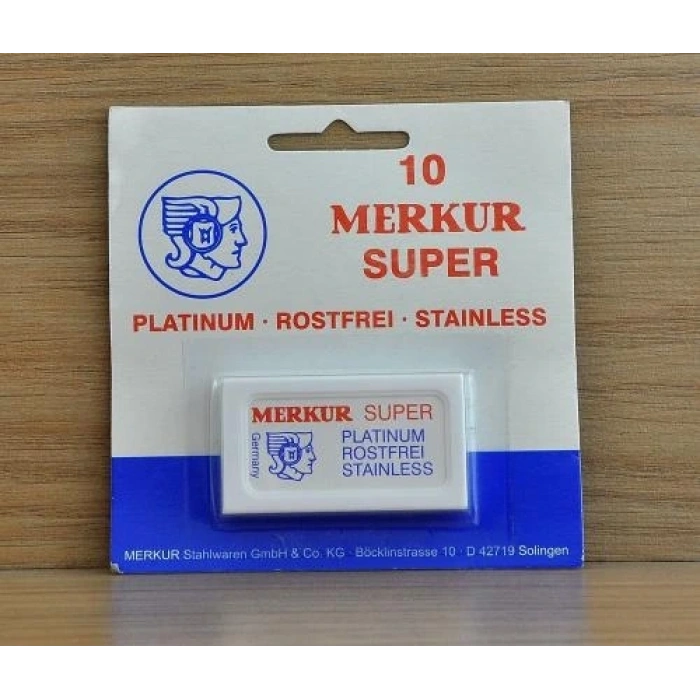 10
MERKUR
SUPER
PLATINUM · ROSTFREI · STAINLESS
MERKUR SUPER
Germany
PLATINUM
ROSTFREI
STAINLESS
MERKUR Stahlwaren GmbH & Co. KG · Böcklinstrasse 10 · D 42719 Solingen